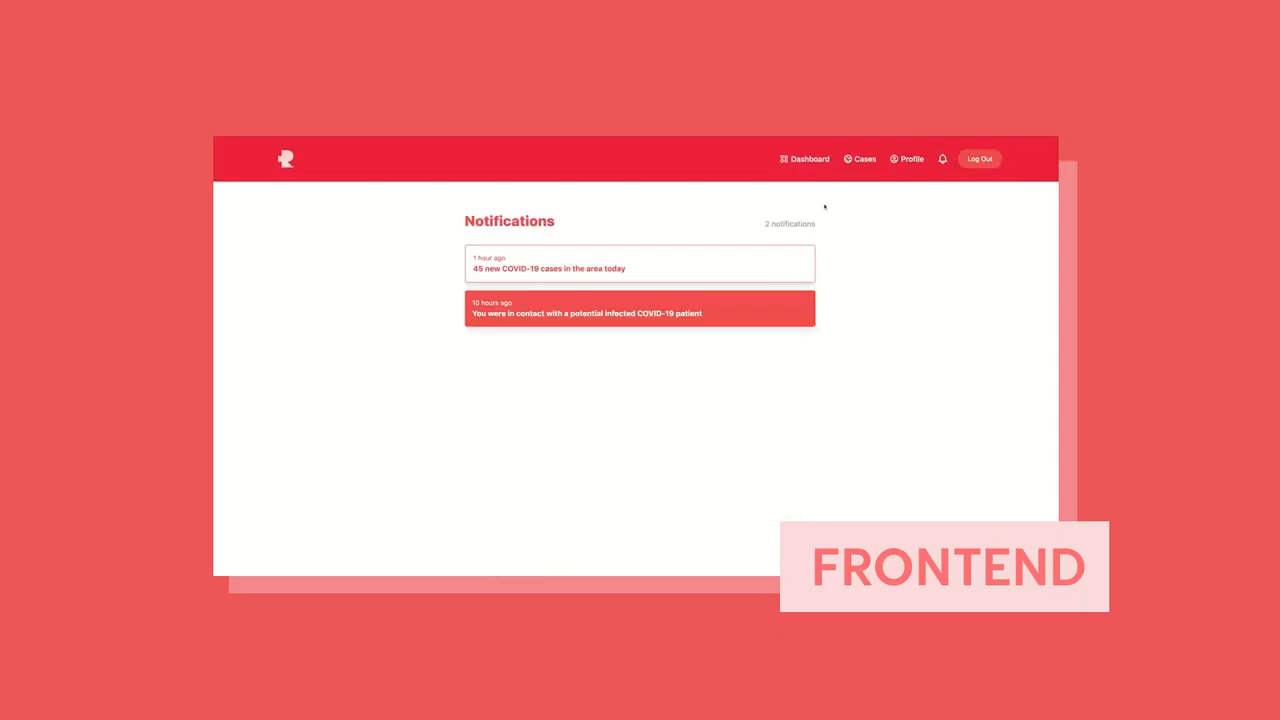 Dashboard
Cases
Profile
Log Out
Notifications
2 notifications
1 hour ago
45 new COVID-19 cases in the area today
10 hours ago
You were in contact with a potential infected COVID-19 patient
FRONTEND